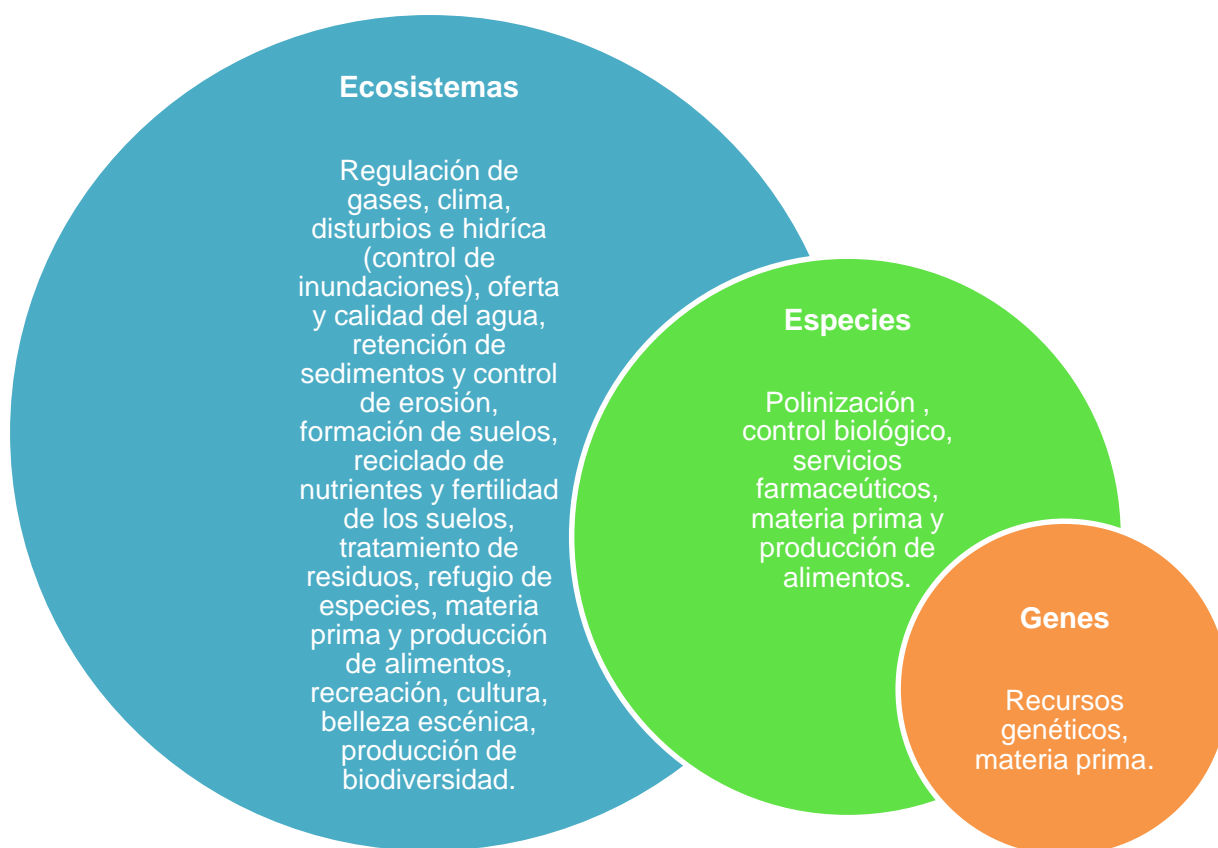 Ecosistemas
Regulación de
gases, clima,
disturbios e hidríca
(control de
inundaciones), oferta
y calidad del agua,
retención de
sedimentos y control
de erosión,
formación de suelos,
reciclado de
nutrientes y fertilidad
de los suelos,
tratamiento de
residuos, refugio de
especies, materia
prima y producción
de alimentos,
recreación, cultura,
belleza escénica,
producción de
biodiversidad.
Especies
Polinización ,
control biológico,
servicios
farmaceúticos,
materia prima y
producción de
alimentos.
Genes
Recursos
genéticos,
materia prima.